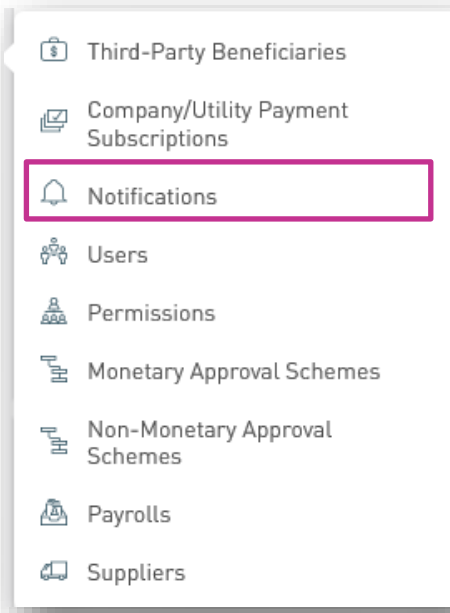 Third-Party Beneficiaries
Company/Utility Payment
Subscriptions
Notifications
Users
Permissions
Monetary Approval Schemes
Non-Monetary Approval
Schemes
Payrolls
Suppliers